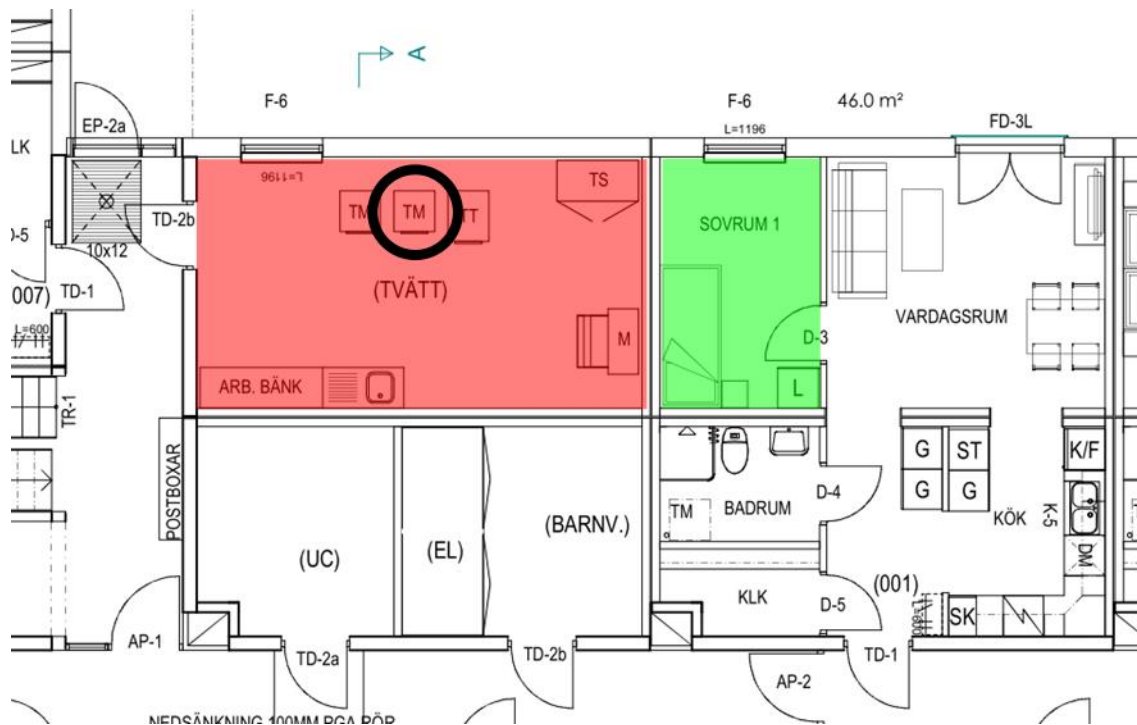 A
F-6
F-6
46.0 m²
FD-3L
EP-2a
L=1196
LK
L=1196
TS
TM
TM
TT
SOVRUM 1
TD-2b
10x12
(TVÄTT)
TD-1
VARDAGSRUM
D-3
M
L=600
ARB. BÄNK
L
TR-1
POSTBOXAR
G
ST
K/F
G
G
TM
BADRUM
D-4
KÖK
K-5
(BARNV.)
(EL)
(UC)
DM
KLK
D-5
(001)
L=600
SK
AP-1
TD-2a
TD-2b
TD-1
AP-2
NEDSÄNKNING 100MM PGA RÖR